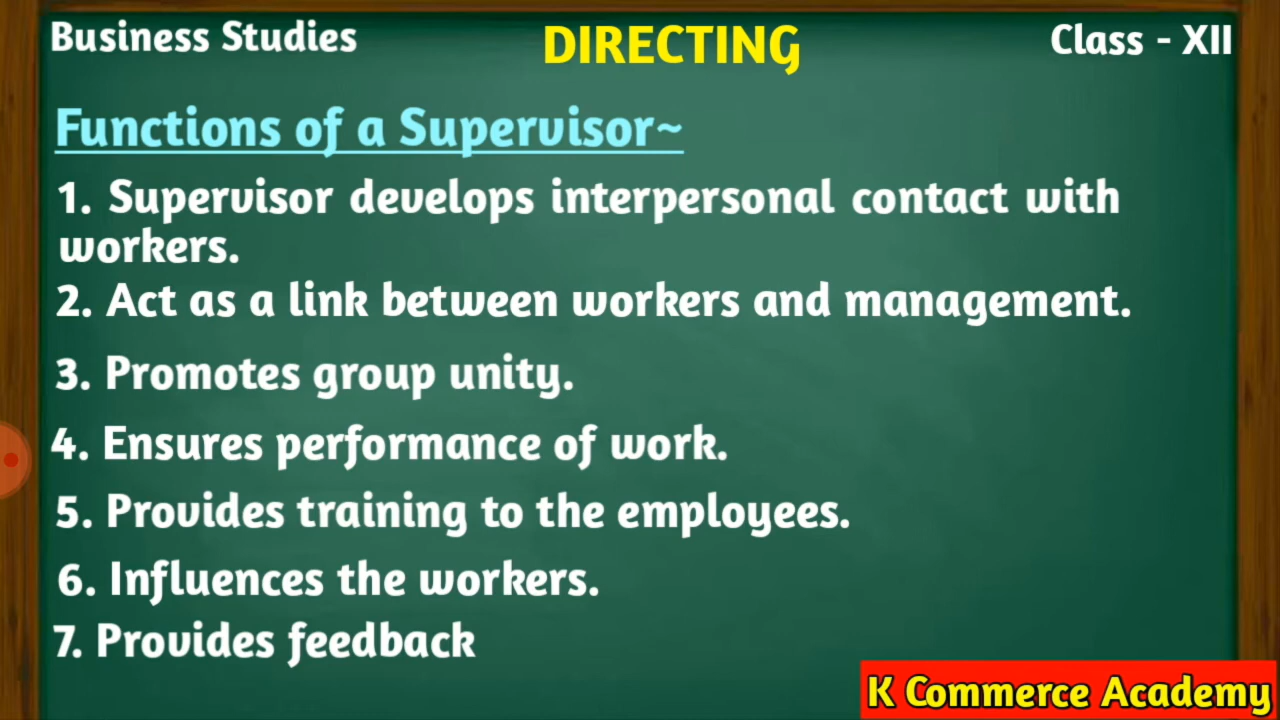 Business Studies
DIRECTING
Class - XII
Functions of a Supervisor~
1. Supervisor develops interpersonal contact with
workers.
2. Act as a link between workers and management.
3. Promotes group unity.
4. Ensures performance of work.
5. Provides training to the employees.
6. Influences the workers.
7. Provides feedback
K Commerce Academy